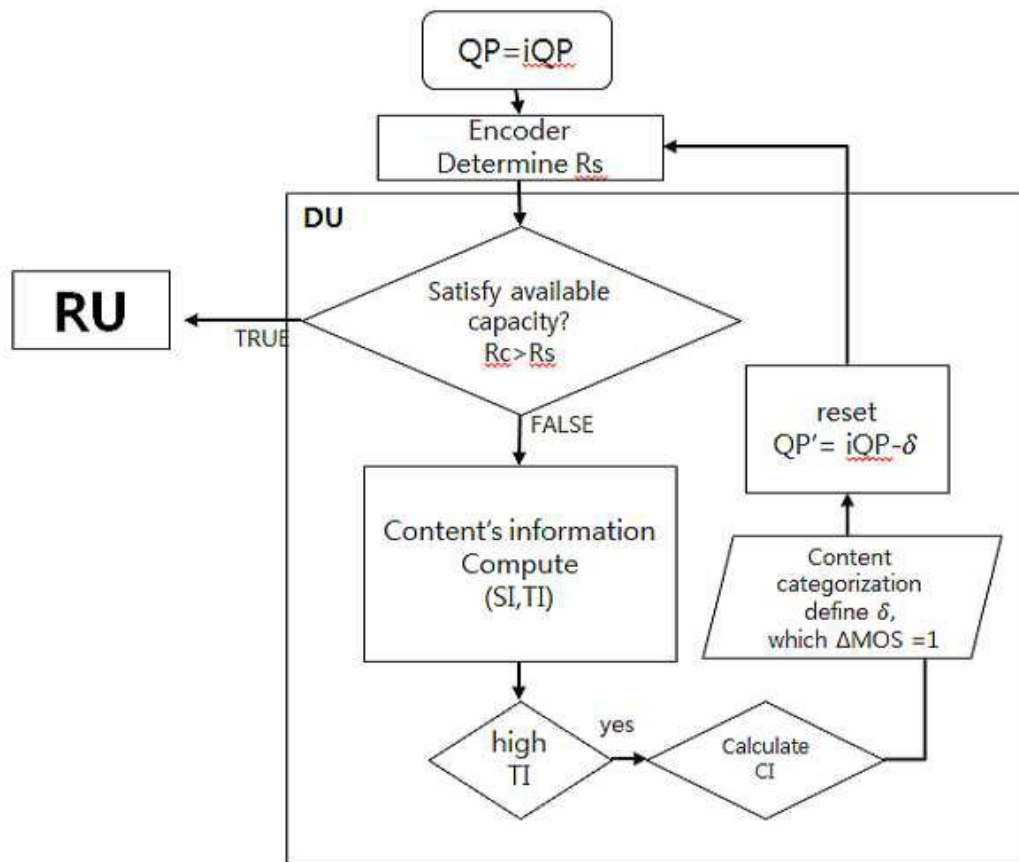 QP=iQP
Encoder
Determine Rs
DU
Satisfy available
capacity?
Rc>Rs
RU
TRUE
FALSE
reset
QP′= iQP-δ
Content's information
Compute
(SI,TI)
Content
categorization
define δ,
which ΔMOS =1
high
TI
yes
Calculate
CI